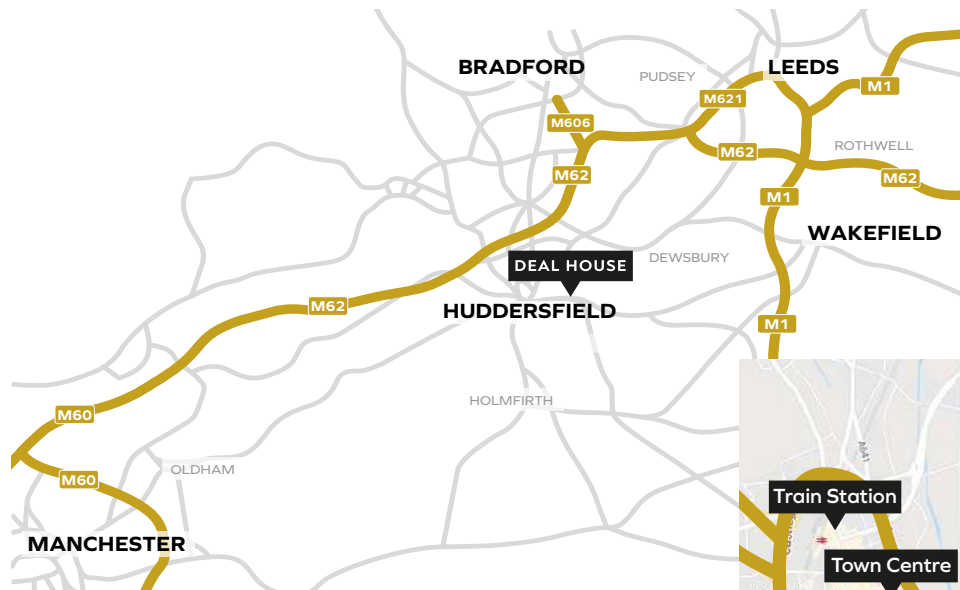 BRADFORD
PUDSEY
LEEDS
M1
M621
M606
M62
ROTHWELL
M62
M62
M1
WAKEFIELD
DEWSBURY
DEAL HOUSE
M62
HUDDERSFIELD
M1
HOLMFIRTH
M60
OLDHAM
M60
MANCHESTER
A641
Train Station
Town Centre